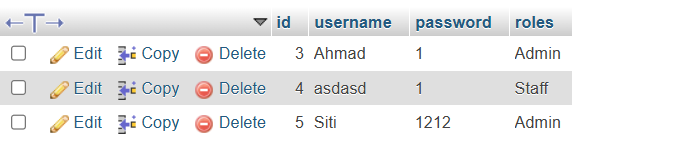 id username password roles
Edit Copy Delete 3 Ahmad 1 Admin
Edit Copy Delete 4 asdasd 1 Staff
Edit Copy Delete 5 Siti 1212 Admin